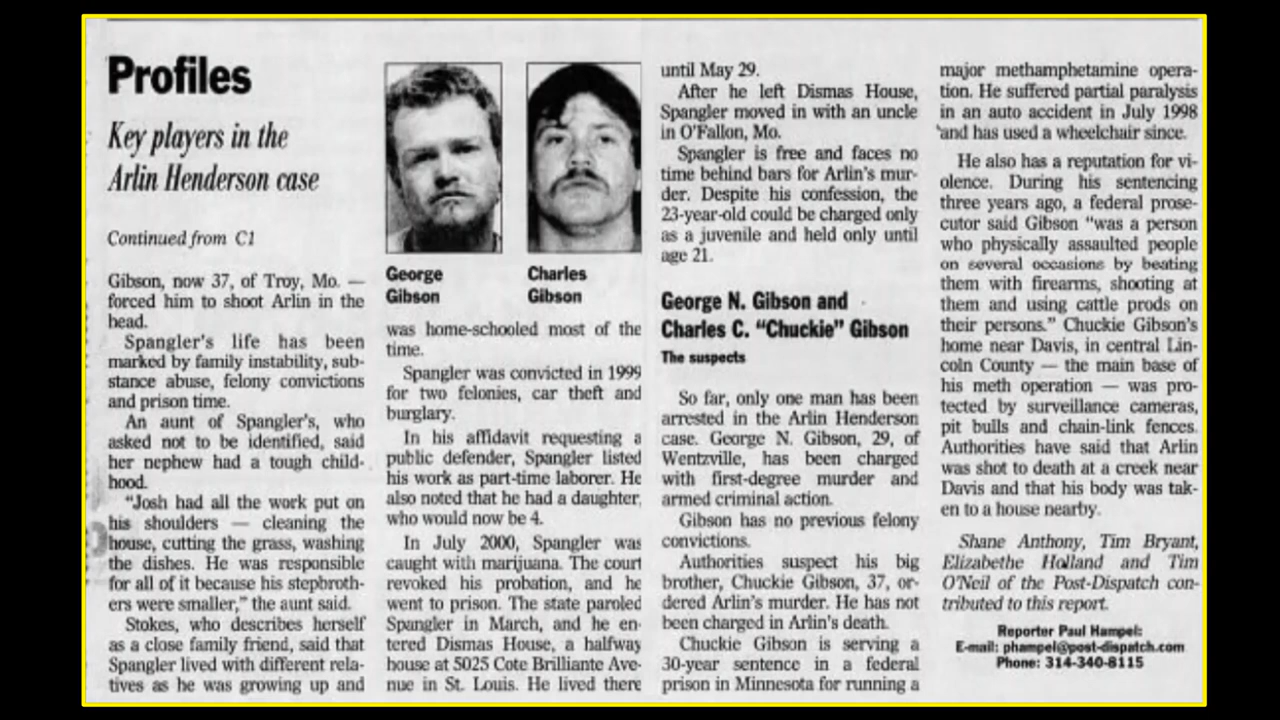 Profiles
Key players in the
Arlin Henderson case
Continued from C1
Gibson, now 37, of Troy, Mo. —
forced him to shoot Arlin in the
head.
Spangler's life has been
marked by family instability, sub-
stance abuse, felony convictions
and prison time.
An aunt of Spangler's, who
asked not to be identified, said
her nephew had a tough child-
hood.
"Josh had all the work put on
his shoulders — cleaning the
house, cutting the grass, washing
the dishes. He was responsible
for all of it because his stepbroth-
ers were smaller," the aunt said.
Stokes, who describes herself
as a close family friend, said that
Spangler lived with different rela-
tives as he was growing up and
George
Gibson
Charles
Gibson
was home-schooled most of the
time.
Spangler was convicted in 1999
for two felonies, car theft and
burglary.
In his affidavit requesting a
public defender, Spangler listed
his work as part-time laborer. He
also noted that he had a daughter,
who would now be 4.
In July 2000, Spangler was
caught with marijuana. The court
revoked his probation, and he
went to prison. The state paroled
Spangler in March, and he en-
tered Dismas House, a halfway
house at 5025 Cote Brilliante Ave-
nue in St. Louis. He lived there
until May 29.
After he left Dismas House,
Spangler moved in with an uncle
in O'Fallon, Mo.
Spangler is free and faces no
time behind bars for Arlin's mur-
der. Despite his confession, the
23-year-old could be charged only
as a juvenile and held only until
age 21.
George N. Gibson and
Charles C. "Chuckie" Gibson
The suspects
So far, only one man has been
arrested in the Arlin Henderson
case. George N. Gibson, 29, of
Wentzville, has been charged
with first-degree murder and
armed criminal action.
Gibson has no previous felony
convictions.
Authorities suspect his big
brother, Chuckie Gibson, 37, or-
dered Arlin's murder. He has not
been charged in Arlin's death.
Chuckie Gibson is serving a
30-year sentence in a federal
prison in Minnesota for running a
major methamphetamine opera-
tion. He suffered partial paralysis
in an auto accident in July 1998
and has used a wheelchair since.
He also has a reputation for vi-
olence. During his sentencing
three years ago, a federal prose-
cutor said Gibson "was a person
who physically assaulted people
on several occasions by beating
them with firearms, shooting at
them and using cattle prods on
their persons." Chuckie Gibson's
home near Davis, in central Lin-
coln County — the main base of
his meth operation — was pro-
tected by surveillance cameras,
pit bulls and chain-link fences.
Authorities have said that Arlin
was shot to death at a creek near
Davis and that his body was tak-
en to a house nearby.
Shane Anthony, Tim Bryant,
Elizabethe Holland and Tim
O'Neil of the Post-Dispatch con-
tributed to this report.
Reporter Paul Hampel:
E-mail: phampel@post-dispatch.com
Phone: 314-340-8115